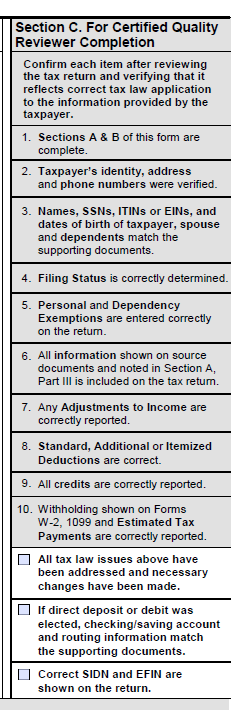 Section C. For Certified Quality
Reviewer Completion
Confirm each item after reviewing
the tax return and verifying that it
reflects correct tax law application
to the information provided by the
taxpayer.
1. Sections A & B of this form are
complete.
2. Taxpayer's identity, address
and phone numbers were verified.
3. Names, SSNs, ITINs or EINs, and
dates of birth of taxpayer, spouse
and dependents match the
supporting documents.
4. Filing Status is correctly determined.
5. Personal and Dependency
Exemptions are entered correctly
on the return.
6. All information shown on source
documents and noted in Section A,
Part III is included on the tax return.
7. Any Adjustments to Income are
correctly reported.
8. Standard, Additional or Itemized
Deductions are correct.
9. All credits are correctly reported.
10. Withholding shown on Forms
W-2, 1099 and Estimated Tax
Payments are correctly reported.
All tax law issues above have
been addressed and necessary
changes have been made.
If direct deposit or debit was
elected, checking/saving account
and routing information match
the supporting documents.
Correct SIDN and EFIN are
shown on the return.